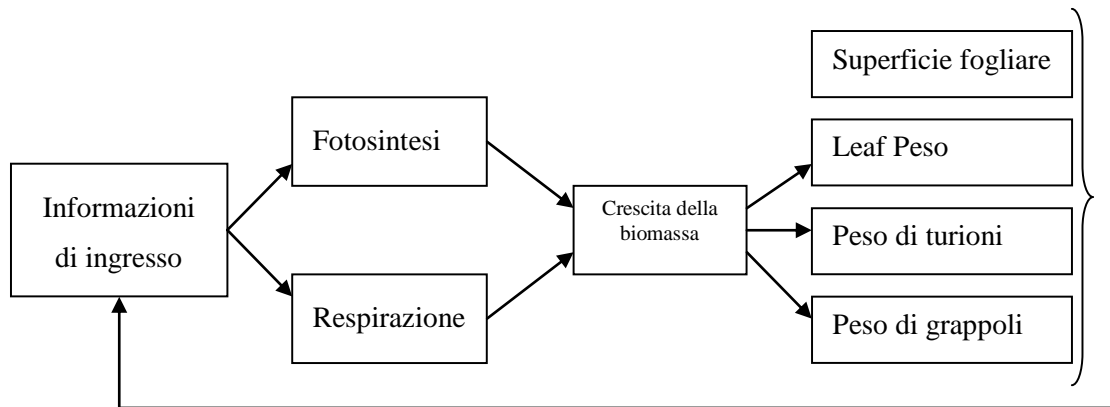 Informazioni
di ingresso
Fotosintesi
Respirazione
Crescita della
biomassa
Superficie fogliare
Leaf Peso
Peso di turioni
Peso di grappoli